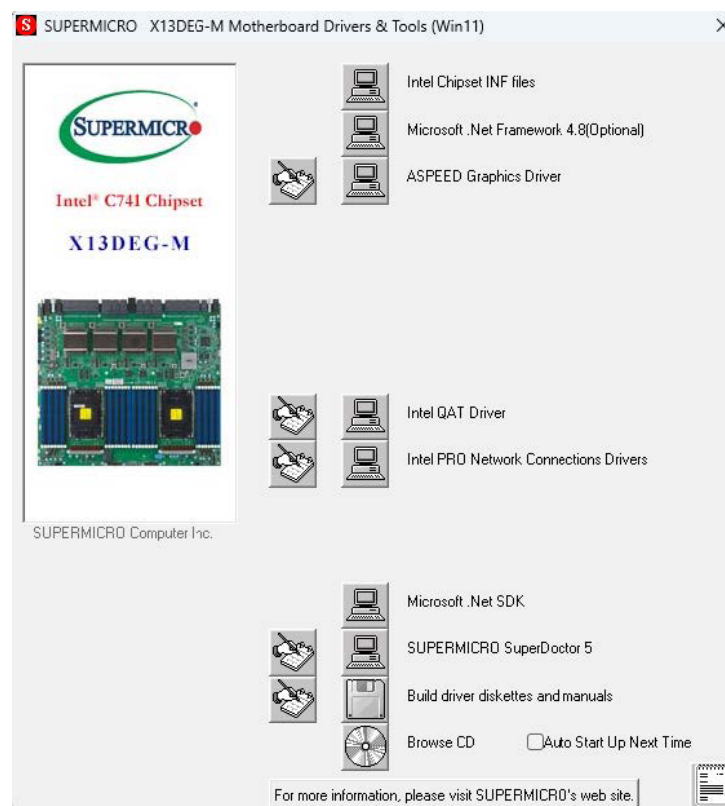 S SUPERMICRO X13DEG-M Motherboard Drivers & Tools (Win11)
SUPERMICRO
Intel® C741 Chipset
X13DEG-M
SUPERMICRO Computer Inc.
Intel Chipset INF files
Microsoft .Net Framework 4.8(Optional)
ASPEED Graphics Driver
Intel QAT Driver
Intel PRO Network Connections Drivers
Microsoft .Net SDK
SUPERMICRO SuperDoctor 5
Build driver diskettes and manuals
Browse CD Auto Start Up Next Time
For more information, please visit SUPERMICRO's web site.